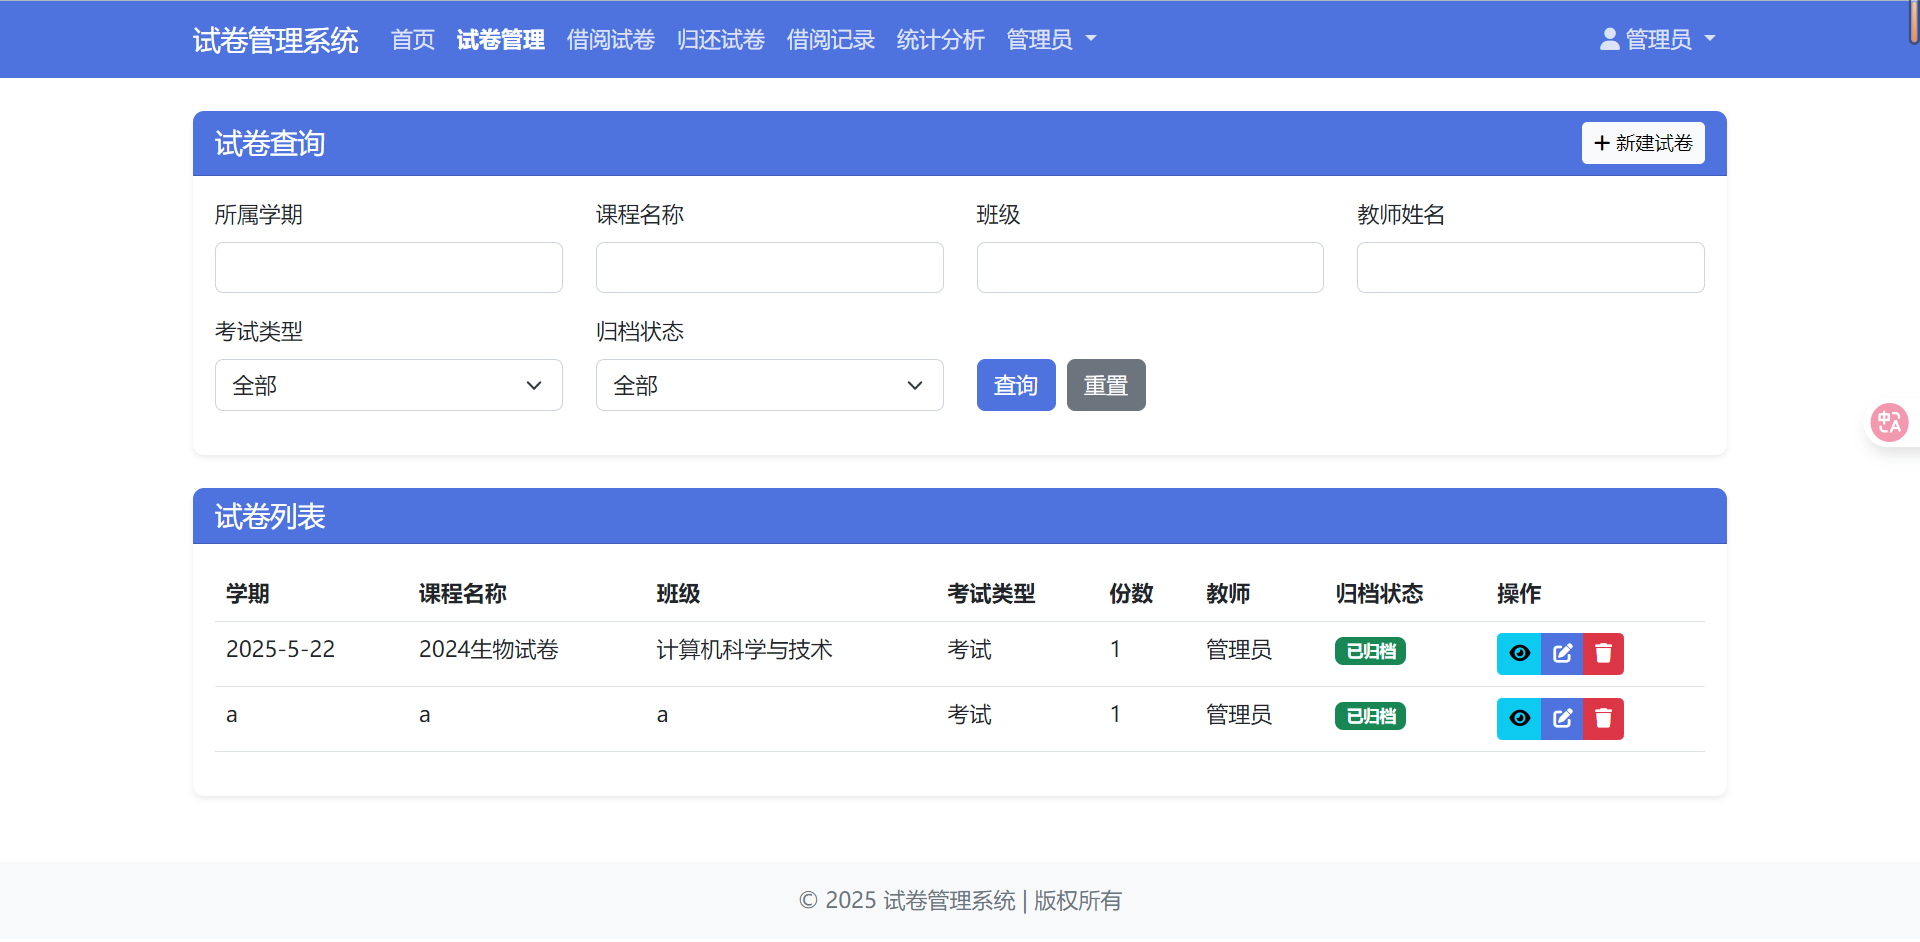 试卷管理系统 首页 试卷管理 借阅试卷 归还试卷 借阅记录 统计分析 管理员 管理员
试卷查询 新建试卷
所属学期 课程名称 班级 教师姓名
考试类型 归档状态
全部 全部 查询 重置
中A
试卷列表
学期 课程名称 班级 考试类型 份数 教师 归档状态 操作
2025-5-22 2024生物试卷 计算机科学与技术 考试 1 管理员 已归档
a a a 考试 1 管理员 已归档
© 2025 试卷管理系统 | 版权所有